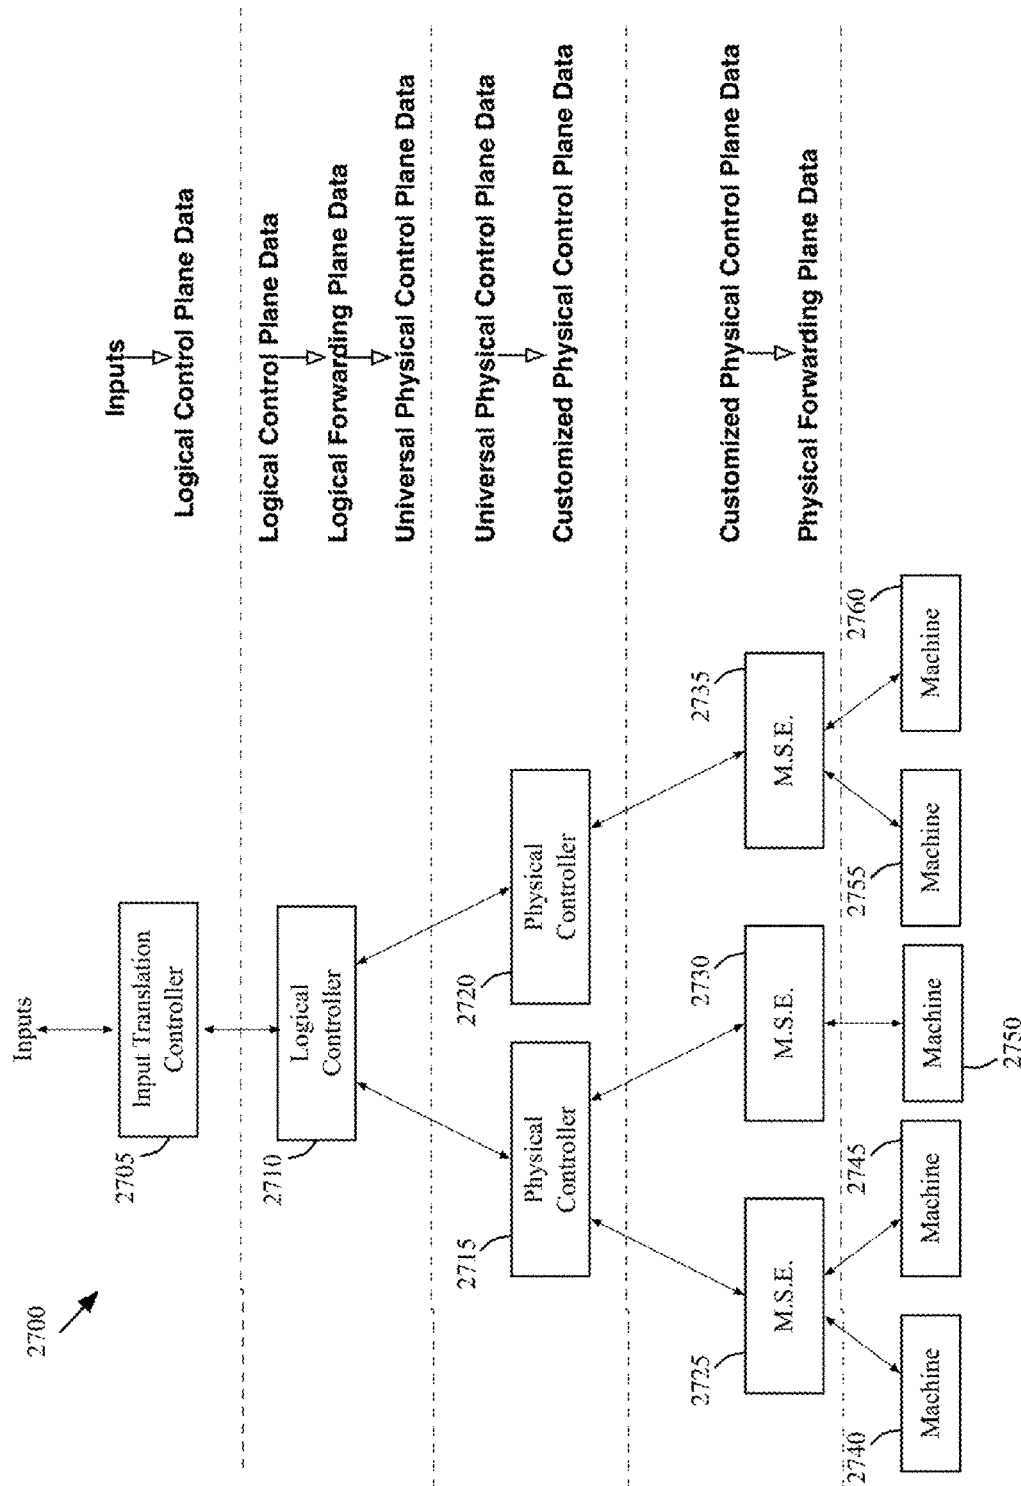 2700
Inputs
Input Translation
Controller
2705
Logical
Controller
2710
Physical
Controller
2715
Physical
Controller
2720
M.S.E.
2725
M.S.E.
2730
M.S.E.
2735
Machine
2740
Machine
2745
Machine
2750
Machine
2755
Machine
2760
Inputs
Logical Control Plane Data
Logical Control Plane Data
Logical Forwarding Plane Data
Universal Physical Control Plane Data
Universal Physical Control Plane Data
Customized Physical Control Plane Data
Customized Physical Control Plane Data
Physical Forwarding Plane Data